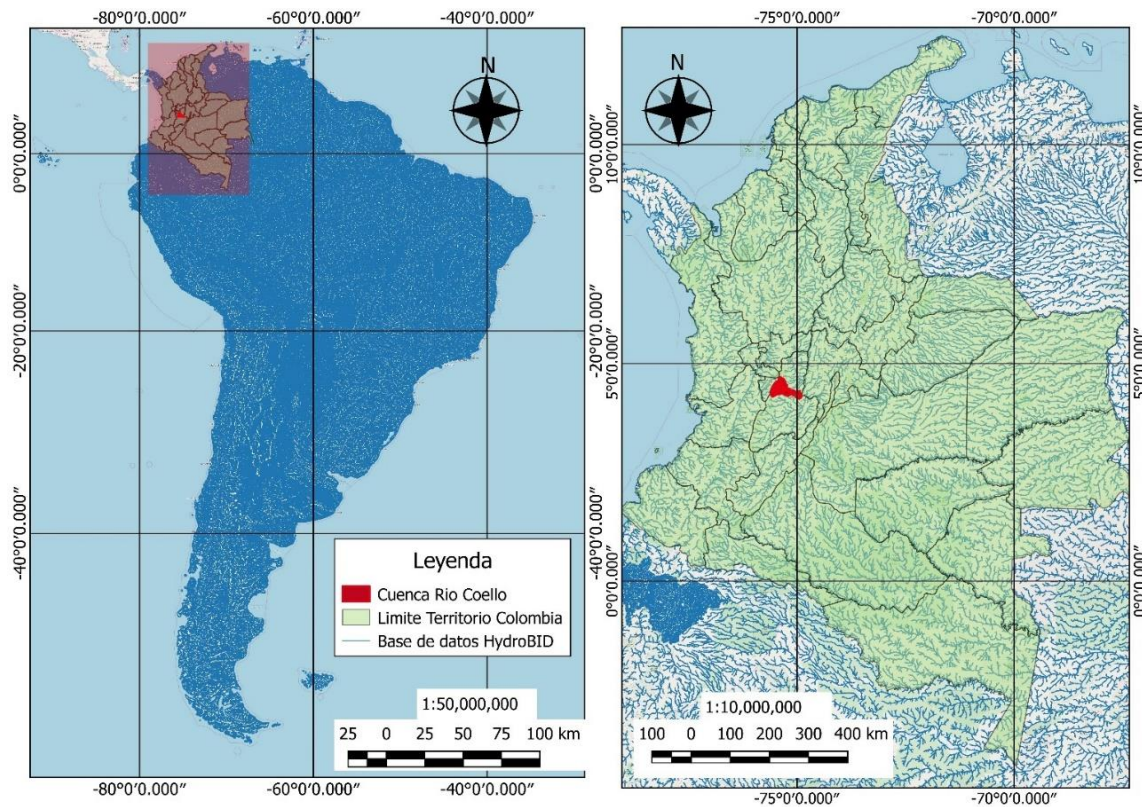 -80°0'0.000" -60°0'0.000" -40°0'0.000"
N
0°0'0.000" 0°0'0.000"
-20°0'0.000" -20°0'0.000"
-40°0'0.000" -40°0'0.000"
Leyenda
Cuenca Rio Coello
Limite Territorio Colombia
Base de datos HydroBID
1:50,000,000
25 0 25 50 75 100 km
-80°0'0.000" -60°0'0.000" -40°0'0.000"
-75°0'0.000" -70°0'0.000"
N
10°0'0.000" 10°0'0.000"
5°0'0.000" 5°0'0.000"
0°0'0.000" 0°0'0.000"
1:10,000,000
100 0 100 200 300 400 km
-75°0'0.000" -70°0'0.000"